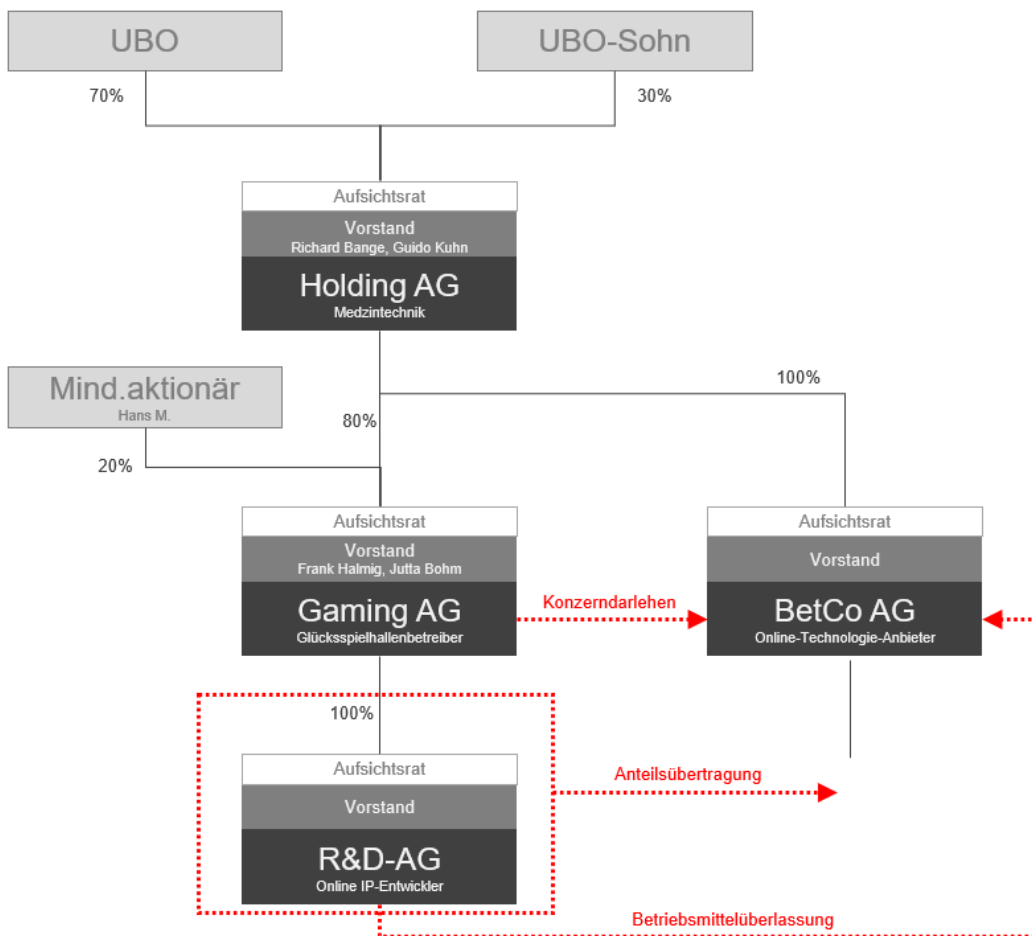 UBO
UBO-Sohn
70%
30%
Aufsichtsrat
Vorstand
Richard Bange, Guido Kuhn
Holding AG
Medzintechnik
Mind.aktionär
Hans M.
100%
80%
20%
Aufsichtsrat
Vorstand
Frank Halmig, Jutta Bohm
Gaming AG
Glücksspielhallenbetreiber
Konzerndarlehen
Aufsichtsrat
Vorstand
BetCo AG
Online-Technologie-Anbieter
100%
Aufsichtsrat
Vorstand
R&D-AG
Online IP-Entwickler
Anteilsübertragung
Betriebsmittelüberlassung